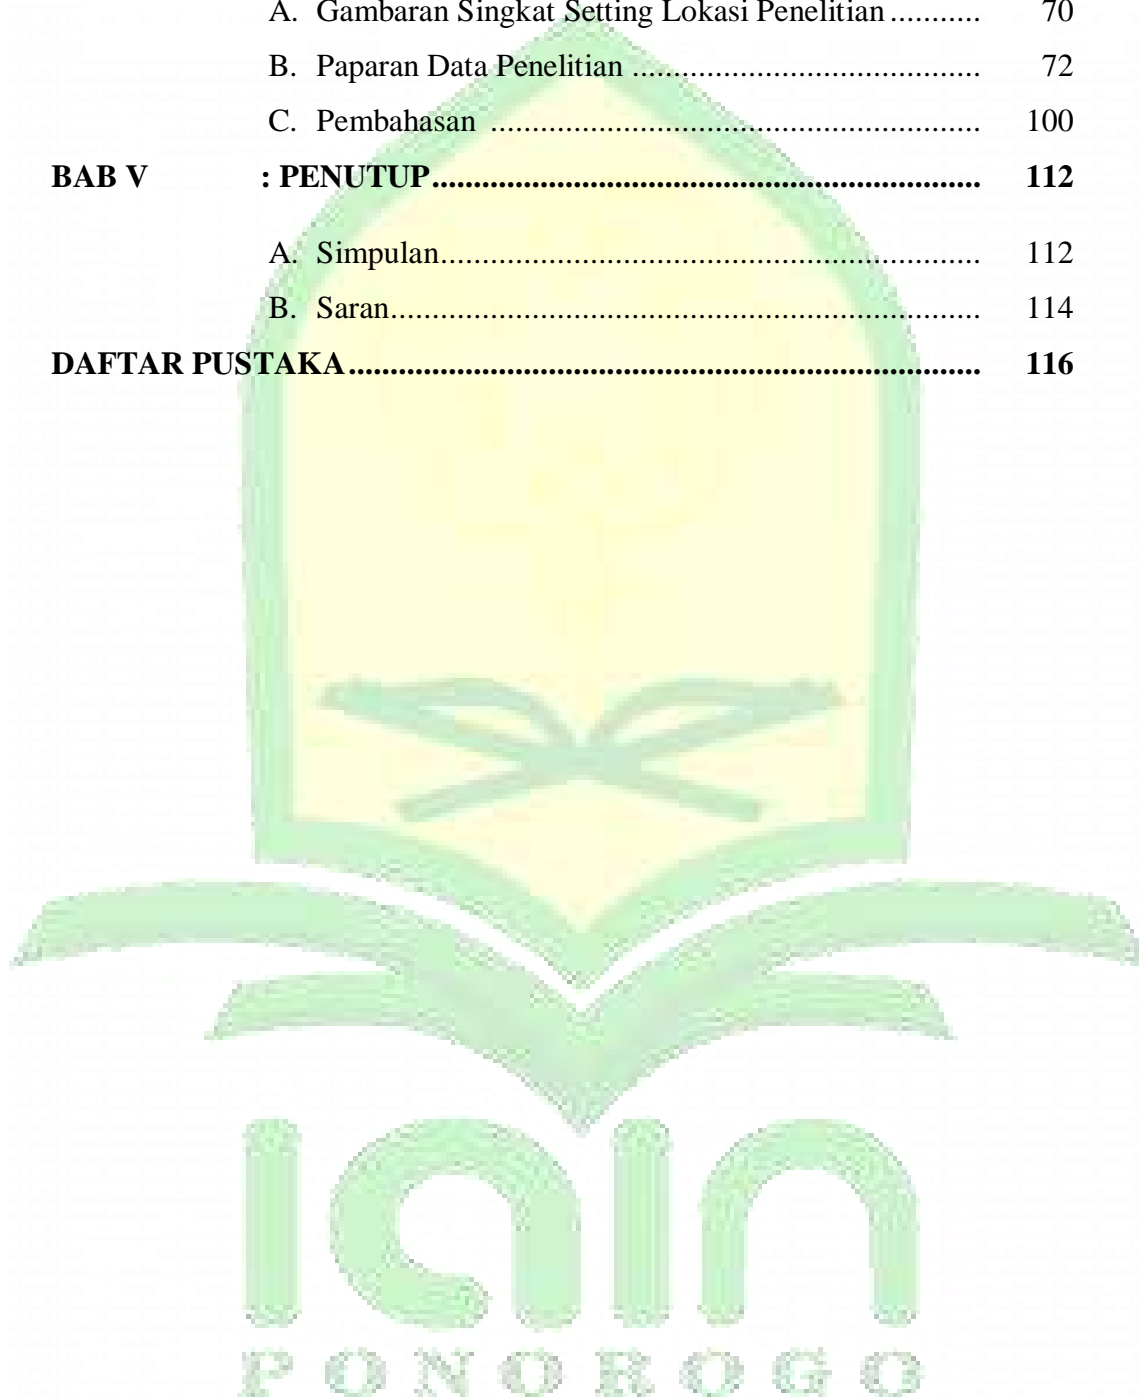 A. Gambaran Singkat Setting Lokasi Penelitian ........... 70
B. Paparan Data Penelitian .......................................... 72
C. Pembahasan ........................................................... 100
BAB V : PENUTUP.................................................................. 112
A. Simpulan................................................................. 112
B. Saran....................................................................... 114
DAFTAR PUSTAKA............................................................................ 116
iain
PONOROGO